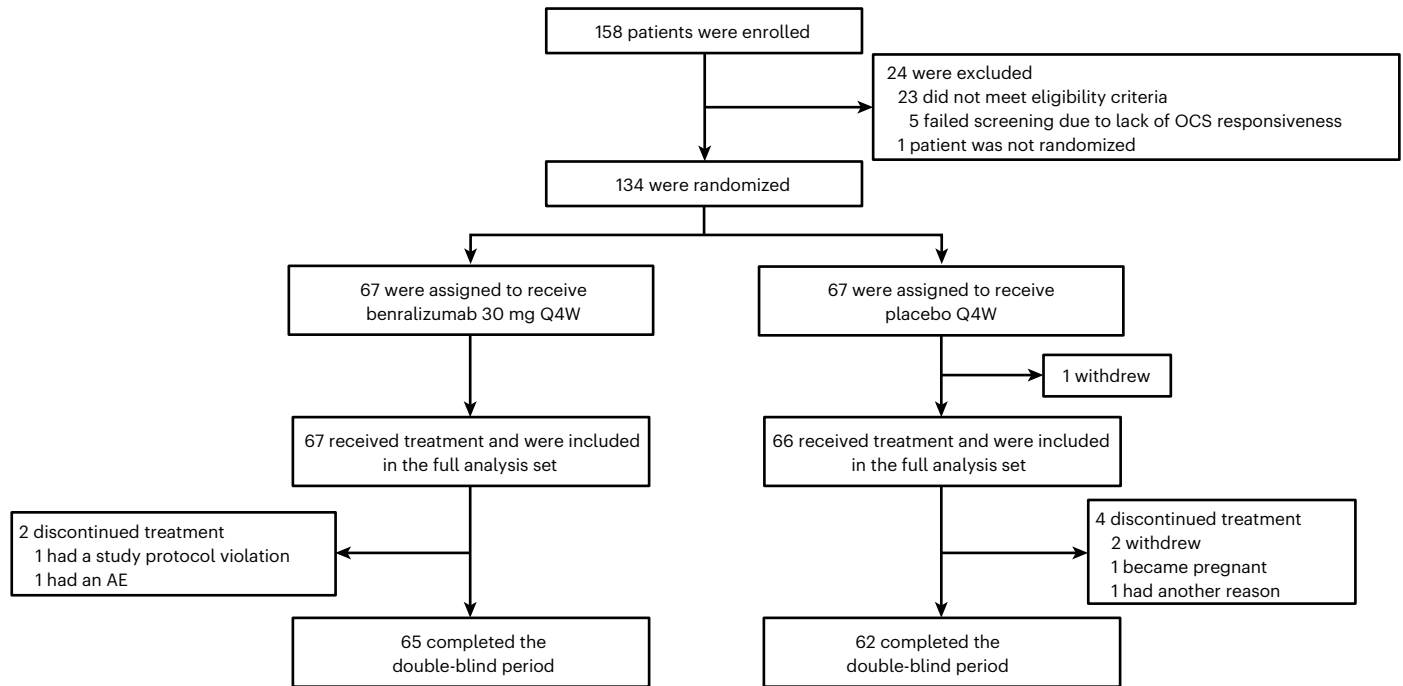 158 patients were enrolled
24 were excluded
23 did not meet eligibility criteria
5 failed screening due to lack of OCS responsiveness
1 patient was not randomized
134 were randomized
67 were assigned to receive
benralizumab 30 mg Q4W
67 were assigned to receive
placebo Q4W
1 withdrew
67 received treatment and were included
in the full analysis set
66 received treatment and were included
in the full analysis set
2 discontinued treatment
1 had a study protocol violation
1 had an AE
4 discontinued treatment
2 withdrew
1 became pregnant
1 had another reason
65 completed the
double-blind period
62 completed the
double-blind period